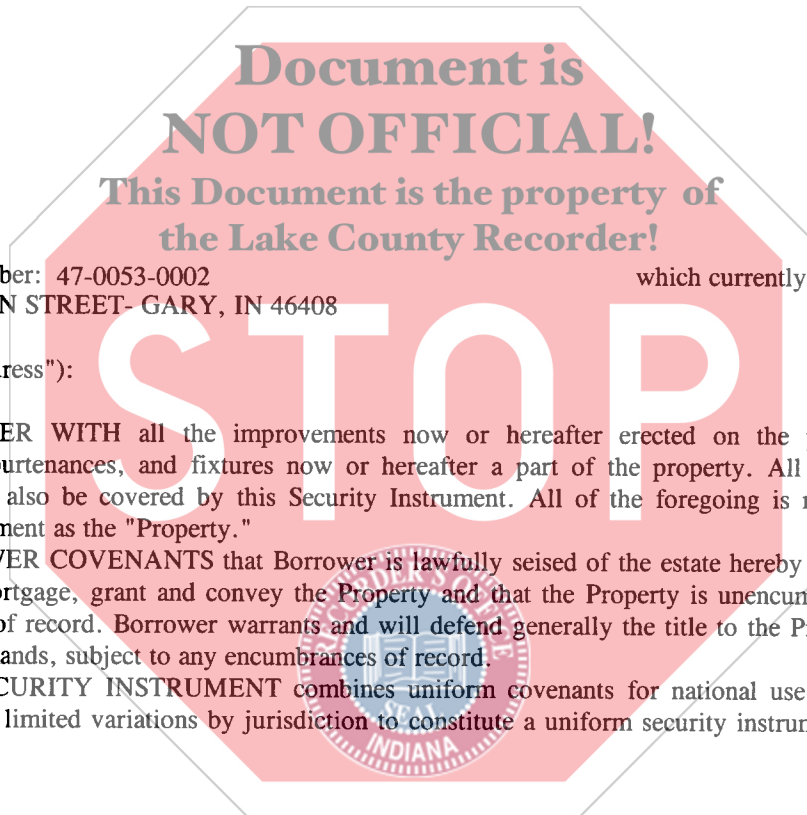 Document is
NOT OFFICIAL!
This Document is the property of
the Lake County Recorder!
ber: 47-0053-0002 which currently
N STREET- GARY, IN 46408
ress"):
STOP
ER WITH all the improvements now or hereafter erected on the
urtenances, and fixtures now or hereafter a part of the property. All
also be covered by this Security Instrument. All of the foregoing is
ment as the "Property."
VER COVENANTS that Borrower is lawfully seised of the estate hereby
rtgage, grant and convey the Property and that the Property is unencum
of record. Borrower warrants and will defend generally the title to the P
ands, subject to any encumbrances of record.
CURITY INSTRUMENT combines uniform covenants for national use
limited variations by jurisdiction to constitute a uniform security instrum
RECORDER'S OFFICE
SEAL
INDIANA